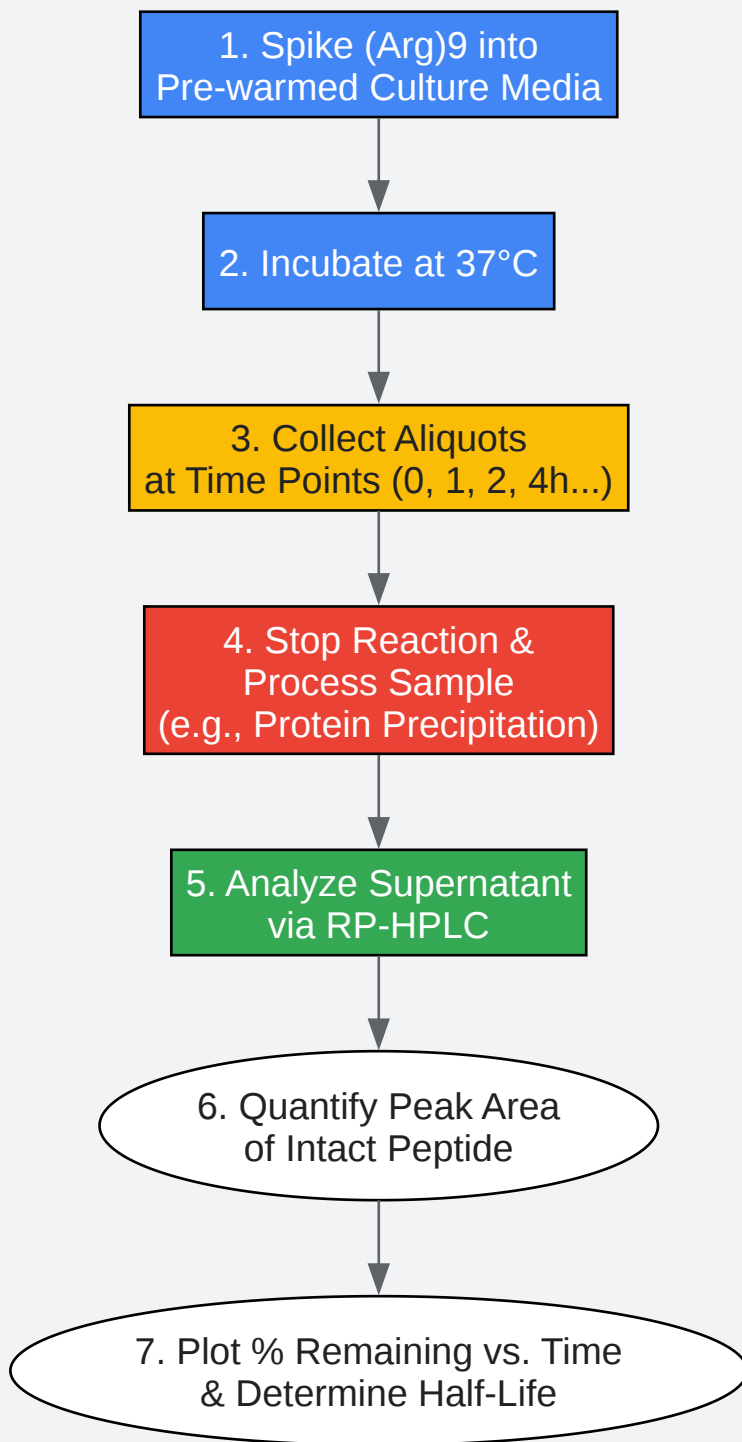 1. Spike (Arg)9 into
Pre-warmed Culture Media
2. Incubate at 37°C
3. Collect Aliquots
at Time Points (0, 1, 2, 4h...)
4. Stop Reaction &
Process Sample
(e.g., Protein Precipitation)
5. Analyze Supernatant
via RP-HPLC
6. Quantify Peak Area
of Intact Peptide
7. Plot % Remaining vs. Time
& Determine Half-Life